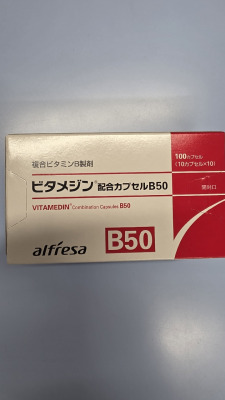 複合ビタミンB製剤
100カプセル
(10カプセル×10)
ビタメジン®配合カプセルB50
開封口
VITAMEDIN® Combination Capsules B50
alfresa
B50